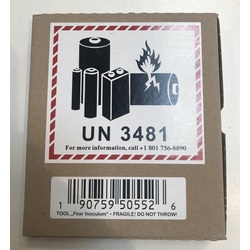 UN 3481
For more information, call +1 801 756-8890
1 90759 50552 6
TOOL „Fear Inoculum" - FRAGILE! DO NOT THROW!